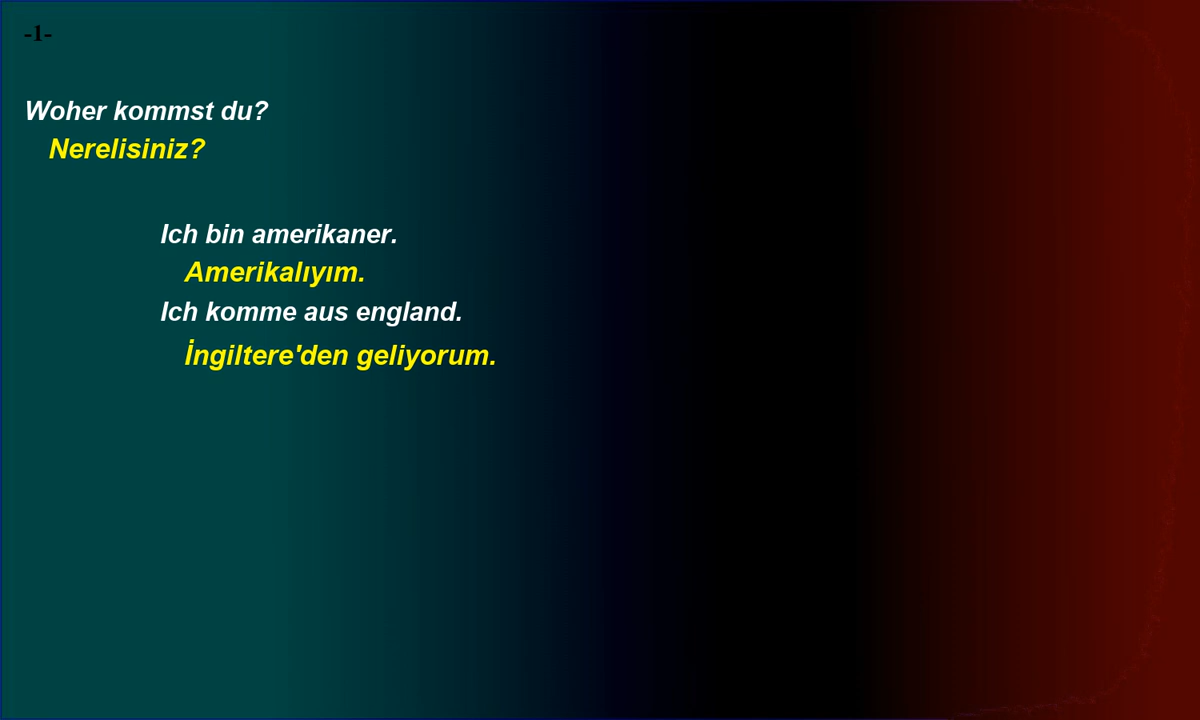 -1-
Woher kommst du?
Nerelisiniz?
Ich bin amerikaner.
Amerikalıyım.
Ich komme aus england.
İngiltere'den geliyorum.